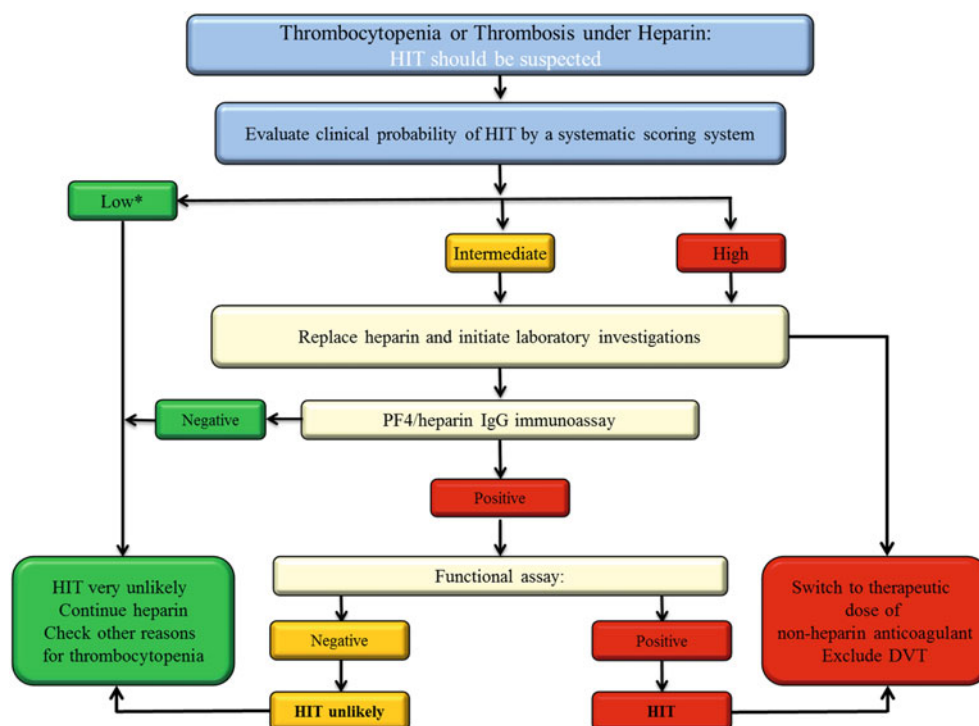 Thrombocytopenia or Thrombosis under Heparin:
HIT should be suspected
Evaluate clinical probability of HIT by a systematic scoring system
Low*
Intermediate
High
Replace heparin and initiate laboratory investigations
Negative
PF4/heparin IgG immunoassay
Positive
Functional assay:
HIT very unlikely
Continue heparin
Check other reasons
for thrombocytopenia
Negative
Positive
Switch to therapeutic
dose of
non-heparin anticoagulant
Exclude DVT
HIT unlikely
HIT